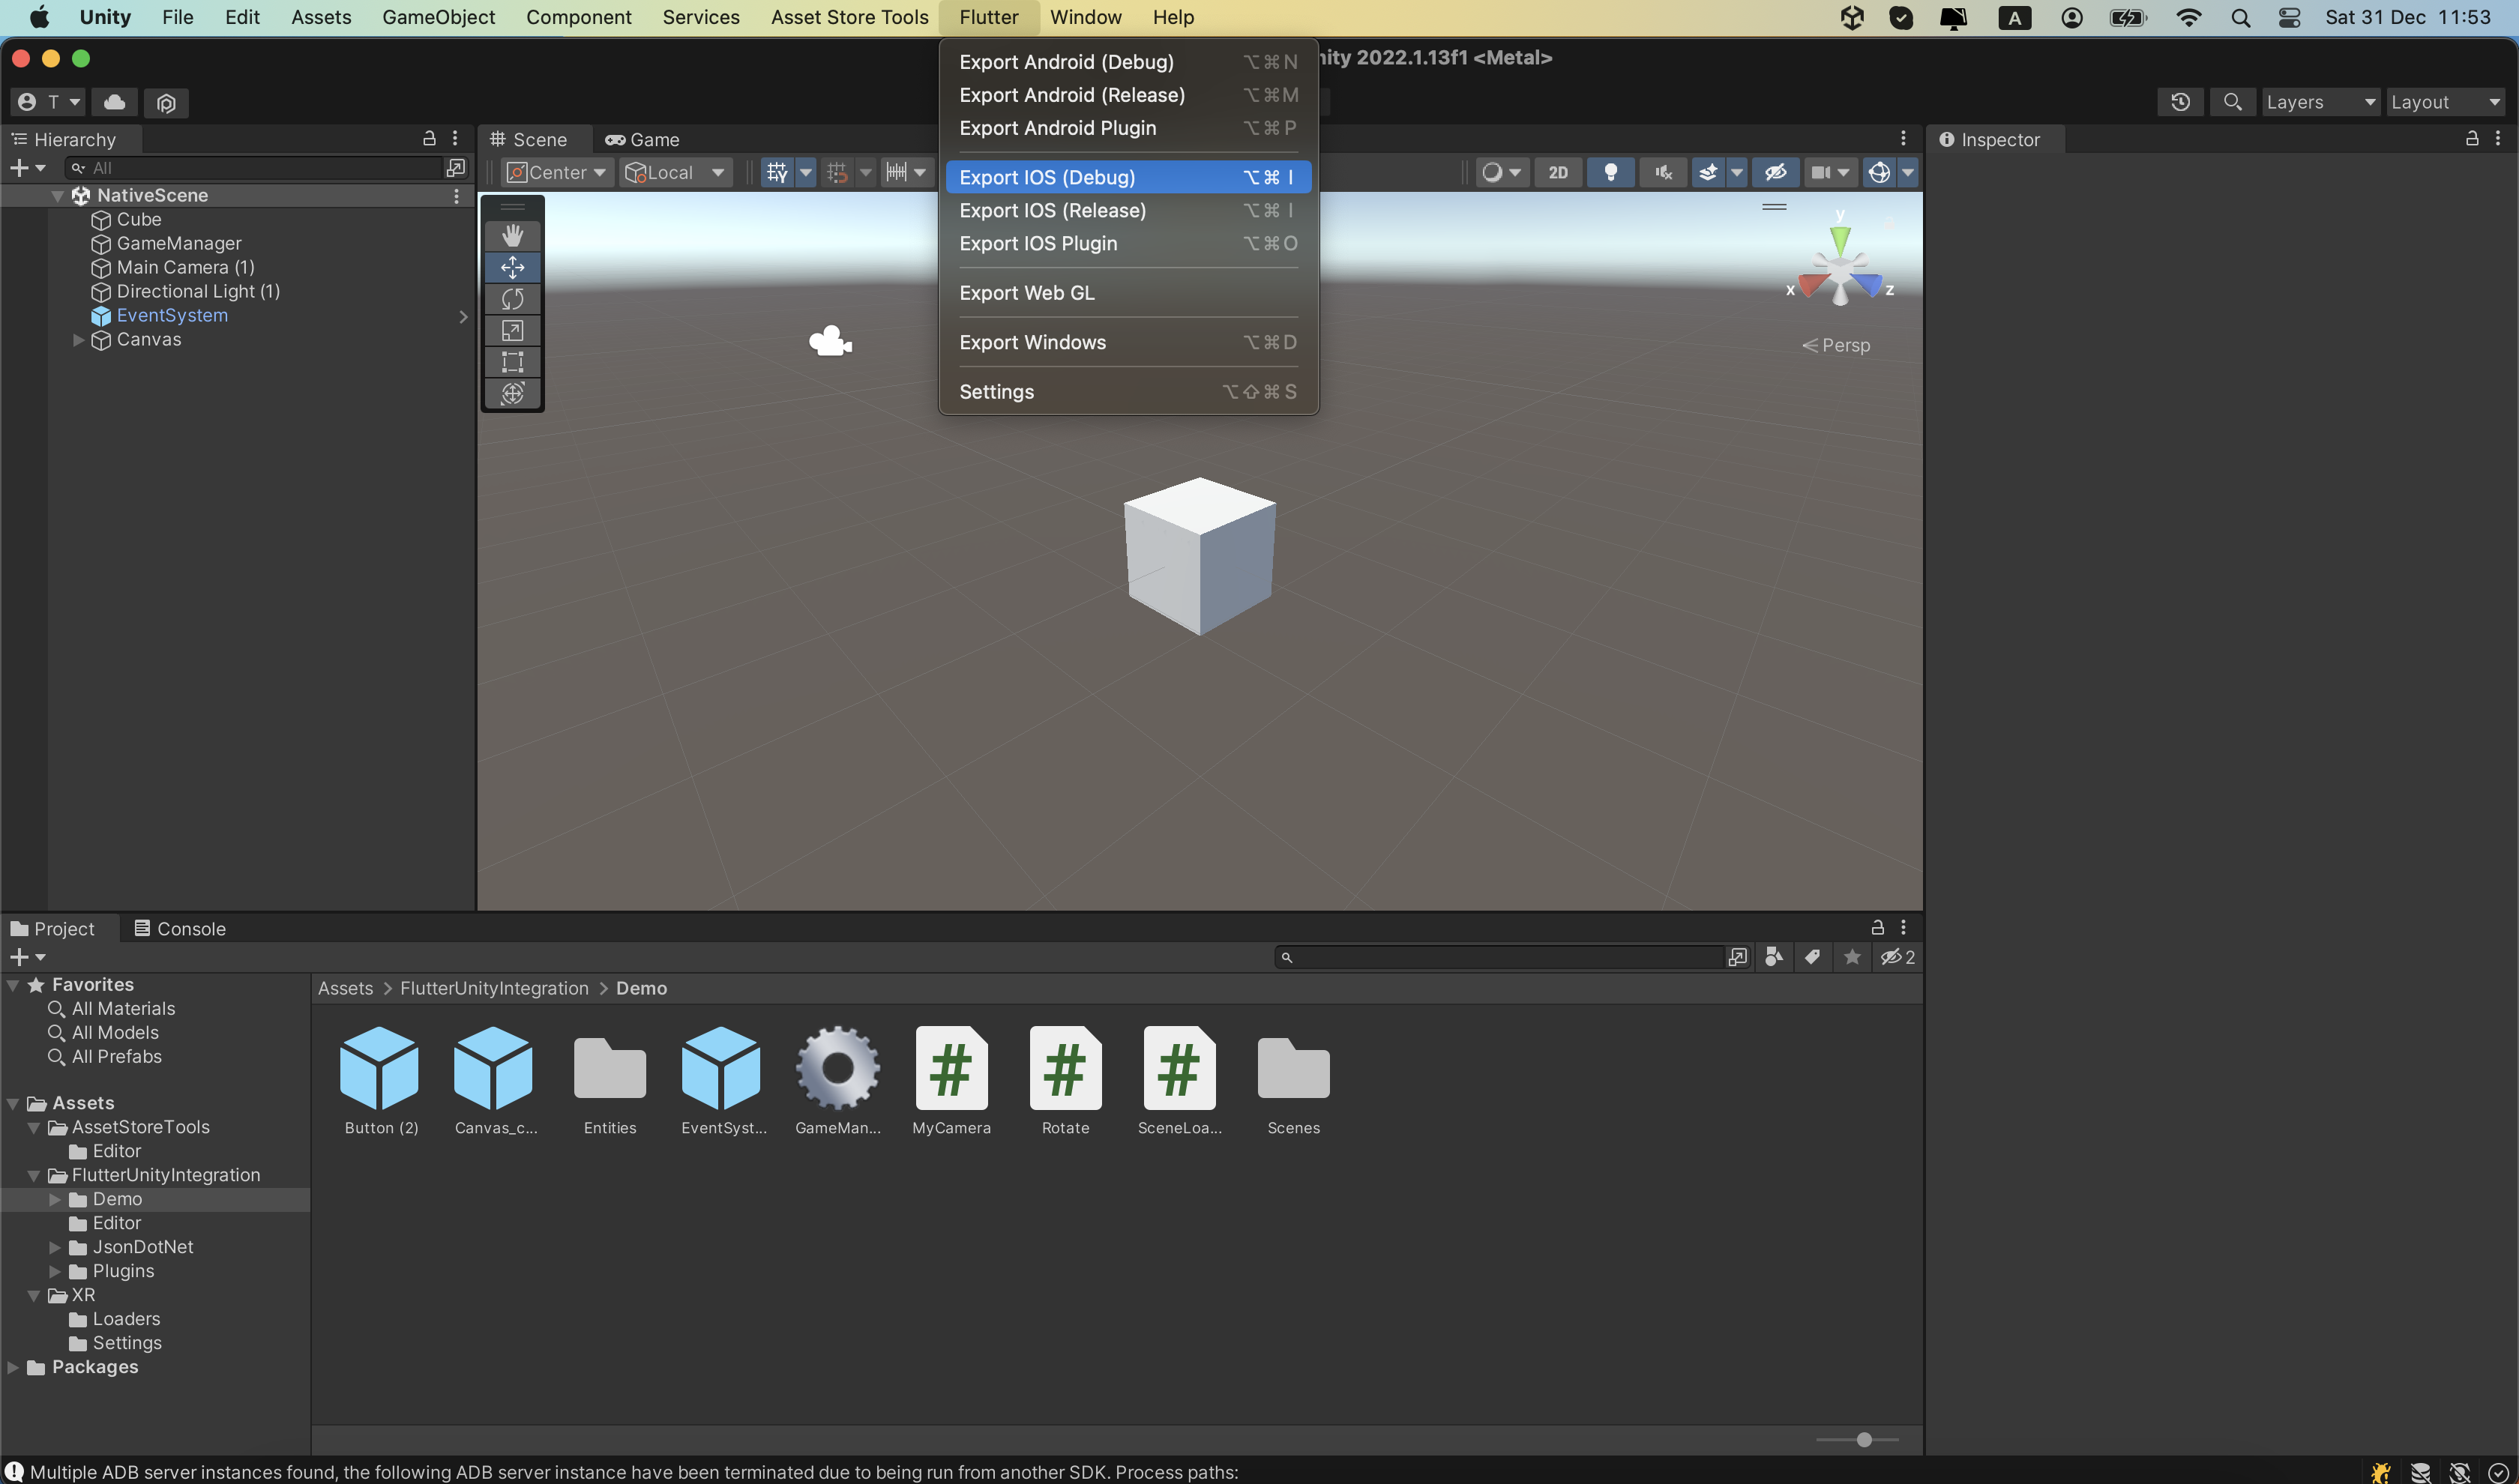 Unity File Edit Assets GameObject Component Services Asset Store Tools Flutter Window Help A Sat 31 Dec 11:53
nity 2022.1.13f1 <Metal>
T Layers Layout
Export Android (Debug) ⌥⌘N
Export Android (Release) ⌥⌘M
Export Android Plugin ⌥⌘P
Export IOS (Debug) ⌥⌘I
Export IOS (Release) ⌥⌘I
Export IOS Plugin ⌥⌘O
Export Web GL
Export Windows ⌥⌘D
Settings ⌥⇧⌘S
Hierarchy
All
NativeScene
Cube
GameManager
Main Camera (1)
Directional Light (1)
EventSystem
Canvas
Scene Game
Center Local 2D
y
x z
Persp
Inspector
Project Console
2
Favorites
All Materials
All Models
All Prefabs
Assets
AssetStoreTools
Editor
FlutterUnityIntegration
Demo
Editor
JsonDotNet
Plugins
XR
Loaders
Settings
Packages
Assets > FlutterUnityIntegration > Demo
Button (2) Canvas_c... Entities EventSyst... GameMan... MyCamera Rotate SceneLoa... Scenes
Multiple ADB server instances found, the following ADB server instance have been terminated due to being run from another SDK. Process paths: